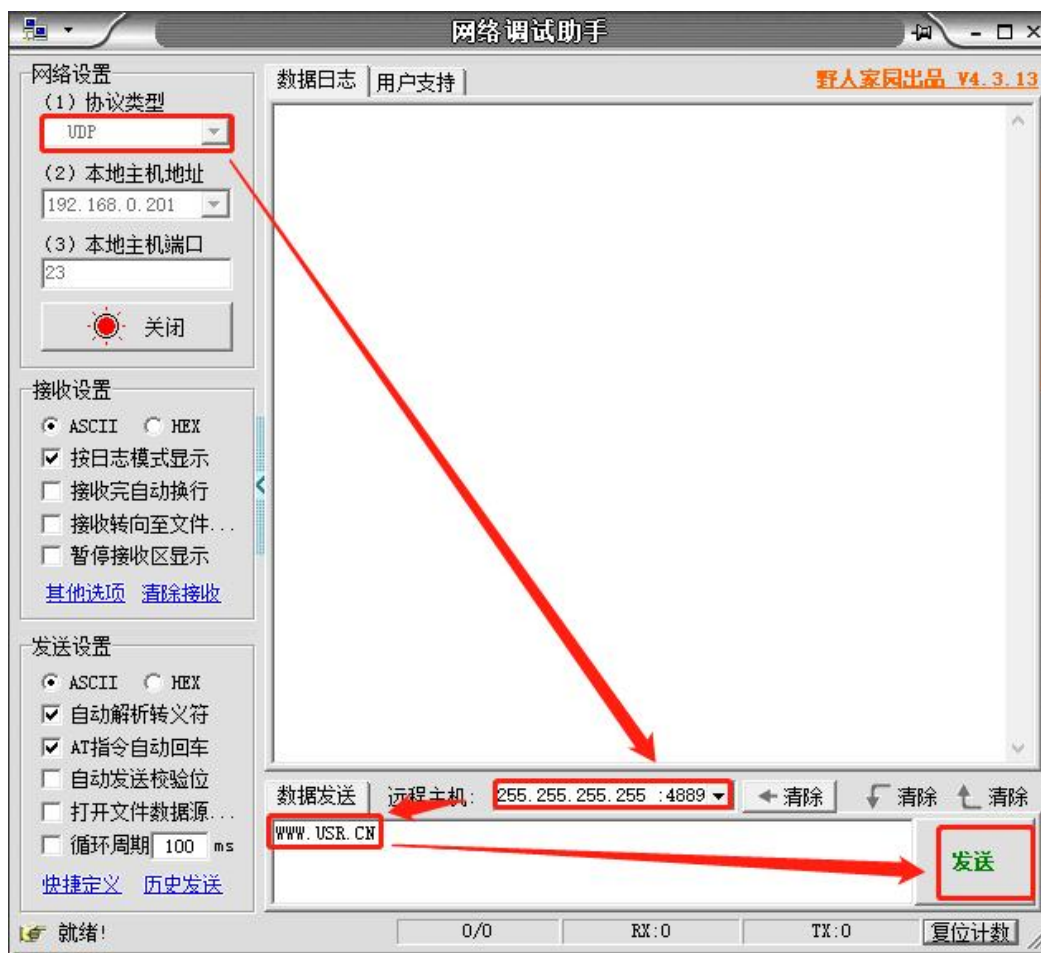 网络调试助手
网络设置
(1) 协议类型
UDP
(2) 本地主机地址
192.168.0.201
(3) 本地主机端口
23
关闭
接收设置
ASCII HEX
按日志模式显示
接收完自动换行
接收转向至文件...
暂停接收区显示
其他选项 清除接收
发送设置
ASCII HEX
自动解析转义符
AT指令自动回车
自动发送校验位
打开文件数据源...
循环周期 100 ms
快捷定义 历史发送
数据日志 用户支持 野人家园出品 V4.3.13
数据发送 远程主机: 255.255.255.255 :4889 清除 清除 清除
WWW.USR.CN
发送
就绪! 0/0 RX:0 TX:0 复位计数